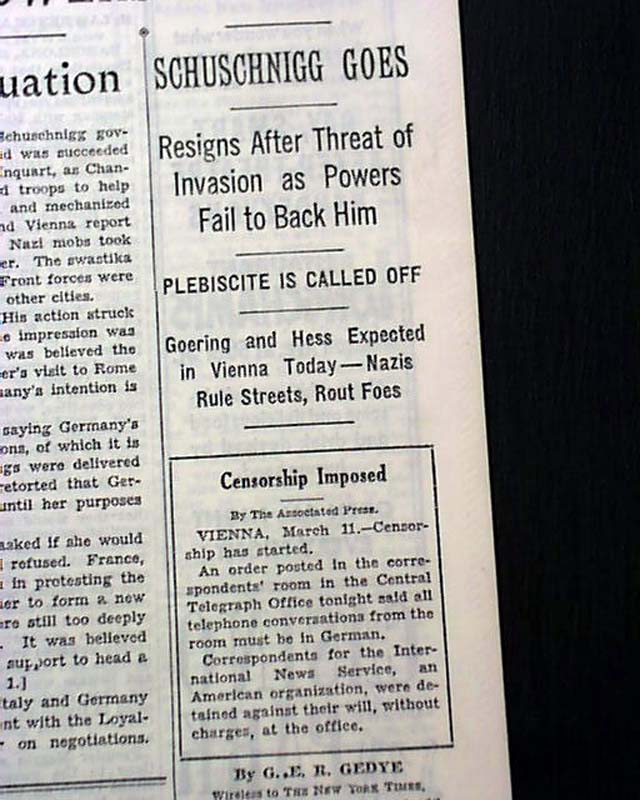 uation
Schuschnigg gov-
d was succeeded
nquart, as Chan-
d troops to help
and mechanized
nd Vienna report
Nazi mobs took
er. The swastika
Front forces were
other cities.
His action struck
e impression was
was believed the
er's visit to Rome
many's intention is
saying Germany's
ons, of which it is
gs were delivered
retorted that Ger-
until her purposes
asked if she would
refused. France,
in protesting the
er to form a new
re still too deeply
. It was believed
support to head a
1.]
taly and Germany
nt with the Loyal-
on negotiations.
SCHUSCHNIGG GOES
Resigns After Threat of
Invasion as Powers
Fail to Back Him
PLEBISCITE IS CALLED OFF
Goering and Hess Expected
in Vienna Today—Nazis
Rule Streets, Rout Foes
Censorship Imposed
By The Associated Press.
VIENNA, March 11.—Censor-
ship has started.
An order posted in the corre-
spondents' room in the Central
Telegraph Office tonight said all
telephone conversations from the
room must be in German.
Correspondents for the Inter-
national News Service, an
American organization, were de-
tained against their will, without
charges, at the office.
By G. E. R. GEDYE
Wireless to THE NEW YORK TIMES.